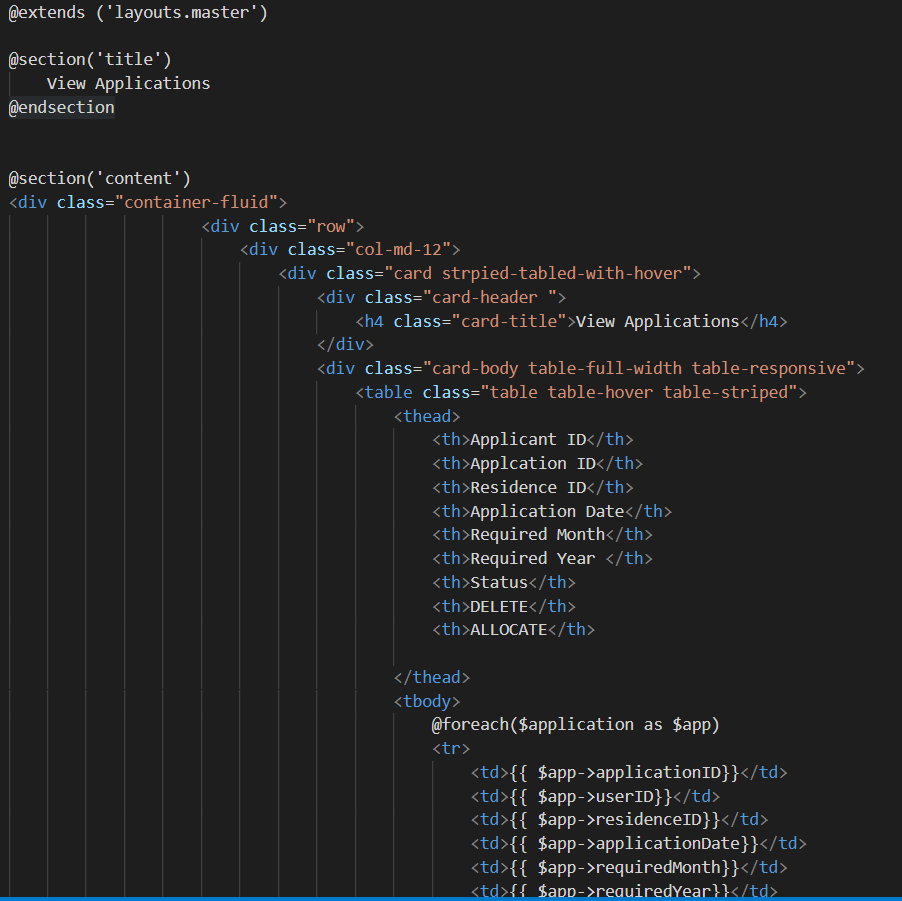 @extends ('layouts.master')
@section('title')
View Applications
@endsection
@section('content')
<div class="container-fluid">
<div class="row">
<div class="col-md-12">
<div class="card strpied-tabled-with-hover">
<div class="card-header ">
<h4 class="card-title">View Applications</h4>
</div>
<div class="card-body table-full-width table-responsive">
<table class="table table-hover table-striped">
<thead>
<th>Applicant ID</th>
<th>Applcation ID</th>
<th>Residence ID</th>
<th>Application Date</th>
<th>Required Month</th>
<th>Required Year </th>
<th>Status</th>
<th>DELETE</th>
<th>ALLOCATE</th>
</thead>
<tbody>
@foreach($application as $app)
<tr>
<td>{{ $app->applicationID}}</td>
<td>{{ $app->userID}}</td>
<td>{{ $app->residenceID}}</td>
<td>{{ $app->applicationDate}}</td>
<td>{{ $app->requiredMonth}}</td>
<td>{{ $app->requiredYear}}</td>